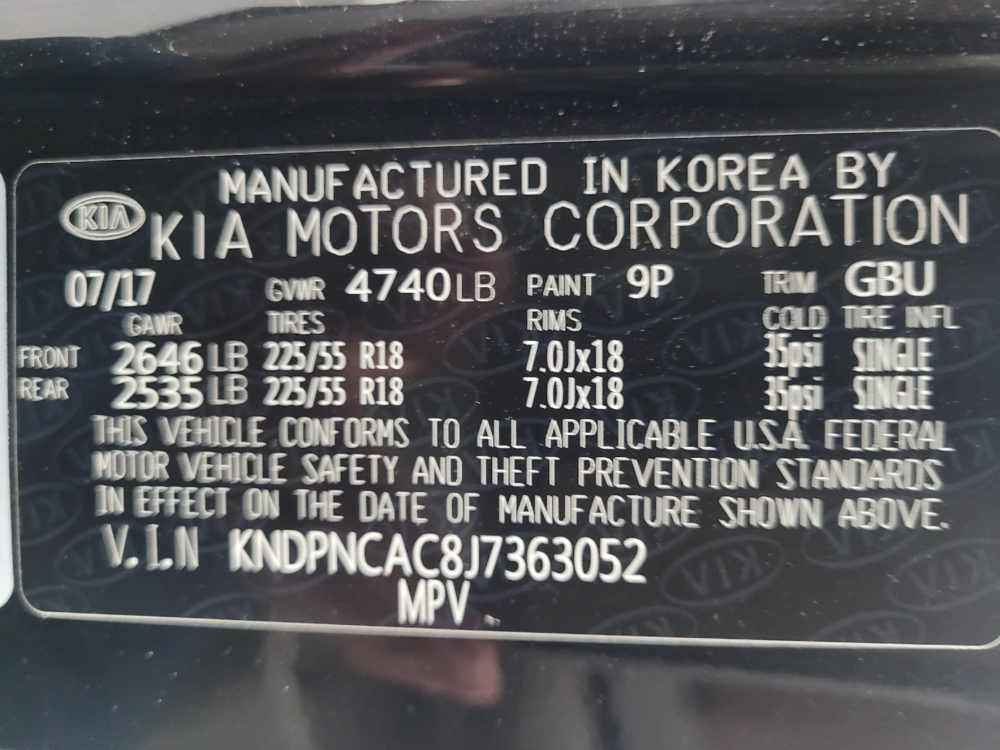 MANUFACTURED IN KOREA BY
KIA KIA MOTORS CORPORATION
07/17 GVWR 4740LB PAINT 9P TRIM GBU
GAWR TIRES RIMS COLD TIRE INFL
FRONT 2646LB 225/55 R18 7.0Jx18 35psi SINGLE
REAR 2535LB 225/55 R18 7.0Jx18 35psi SINGLE
THIS VEHICLE CONFORMS TO ALL APPLICABLE U.S.A. FEDERAL
MOTOR VEHICLE SAFETY AND THEFT PREVENTION STANDARDS
IN EFFECT ON THE DATE OF MANUFACTURE SHOWN ABOVE.
V.I.N KNDPNCAC8J7363052
MPV